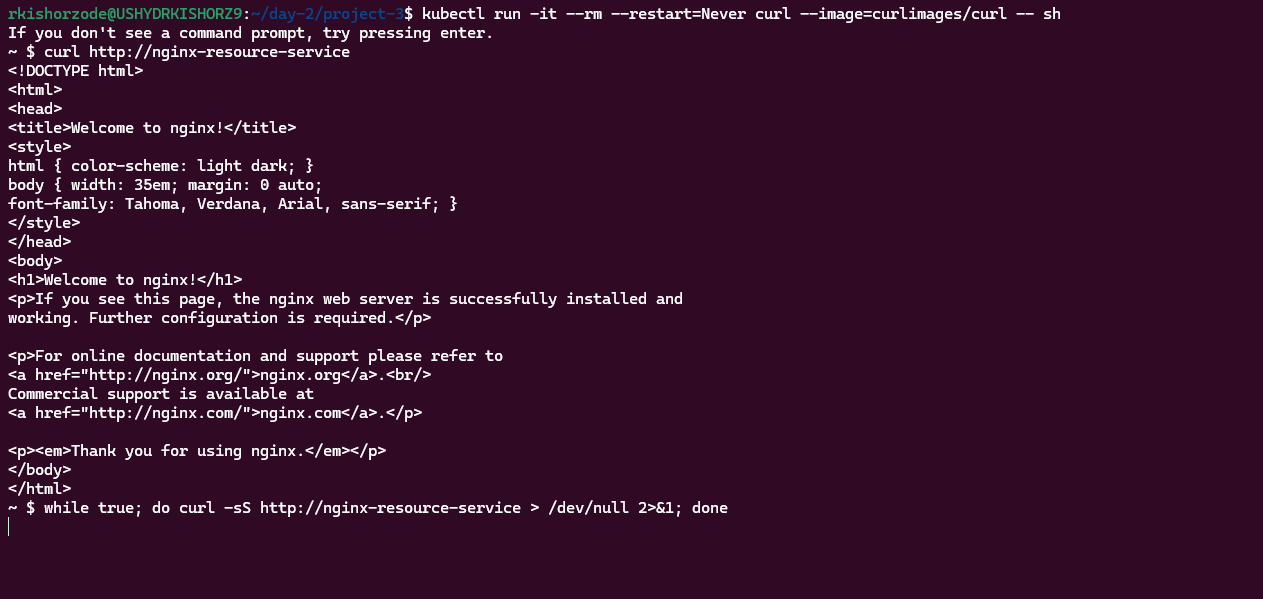 rkishorzode@USHYDRKISHORZ9:~/day-2/project-3$ kubectl run -it --rm --restart=Never curl --image=curlimages/curl -- sh
If you don't see a command prompt, try pressing enter.
~ $ curl http://nginx-resource-service
<!DOCTYPE html>
<html>
<head>
<title>Welcome to nginx!</title>
<style>
html { color-scheme: light dark; }
body { width: 35em; margin: 0 auto;
font-family: Tahoma, Verdana, Arial, sans-serif; }
</style>
</head>
<body>
<h1>Welcome to nginx!</h1>
<p>If you see this page, the nginx web server is successfully installed and
working. Further configuration is required.</p>

<p>For online documentation and support please refer to
<a href="http://nginx.org/">nginx.org</a>.<br/>
Commercial support is available at
<a href="http://nginx.com/">nginx.com</a>.</p>

<p><em>Thank you for using nginx.</em></p>
</body>
</html>
~ $ while true; do curl -sS http://nginx-resource-service > /dev/null 2>&1; done